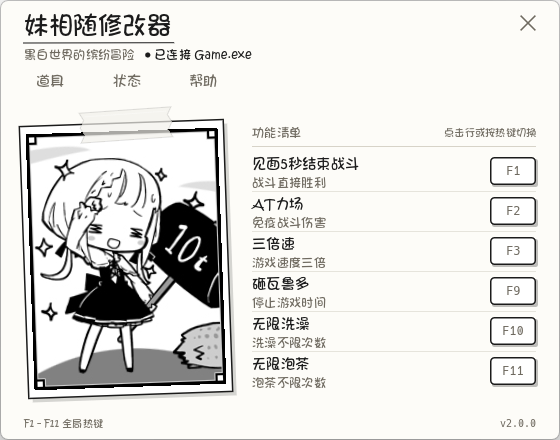 妹相随修改器
黑白世界的缤纷冒险 ● 已连接 Game.exe
道具 状态 帮助
功能清单 点击行或按热键切换
见面5秒结束战斗 F1
战斗直接胜利
AT力场 F2
免疫战斗伤害
三倍速 F3
游戏速度三倍
砸瓦鲁多 F9
停止游戏时间
无限洗澡 F10
洗澡不限次数
无限泡茶 F11
泡茶不限次数
10t
F1 - F11 全局热键 v2.0.0